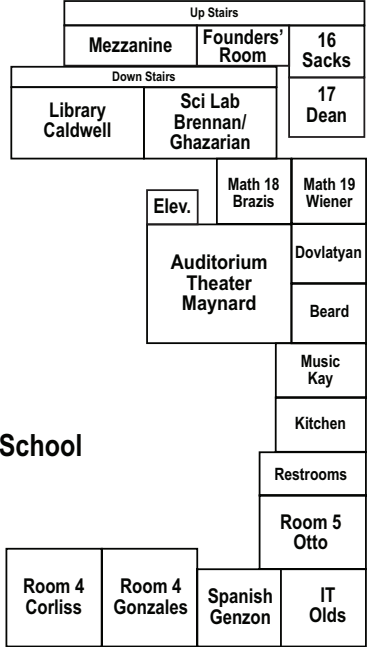 Up Stairs
Mezzanine
Founders’
Room
16
Sacks
Down Stairs
Library
Caldwell
Sci Lab
Brennan/
Ghazarian
17
Dean
Elev.
Math 18
Brazis
Math 19
Wiener
Auditorium
Theater
Maynard
Dovlatyan
Beard
Music
Kay
Kitchen
School
Restrooms
Room 5
Otto
Room 4
Corliss
Room 4
Gonzales
Spanish
Genzon
IT
Olds